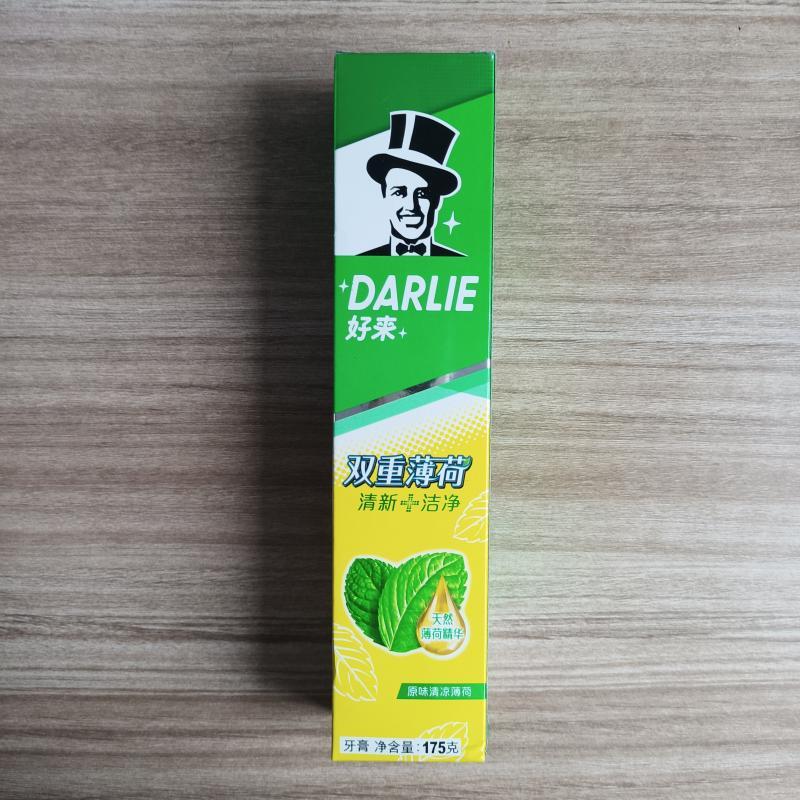 DARLIE
好来
双重薄荷
清新+洁净
天然
薄荷精华
原味清凉薄荷
牙膏 净含量:175克